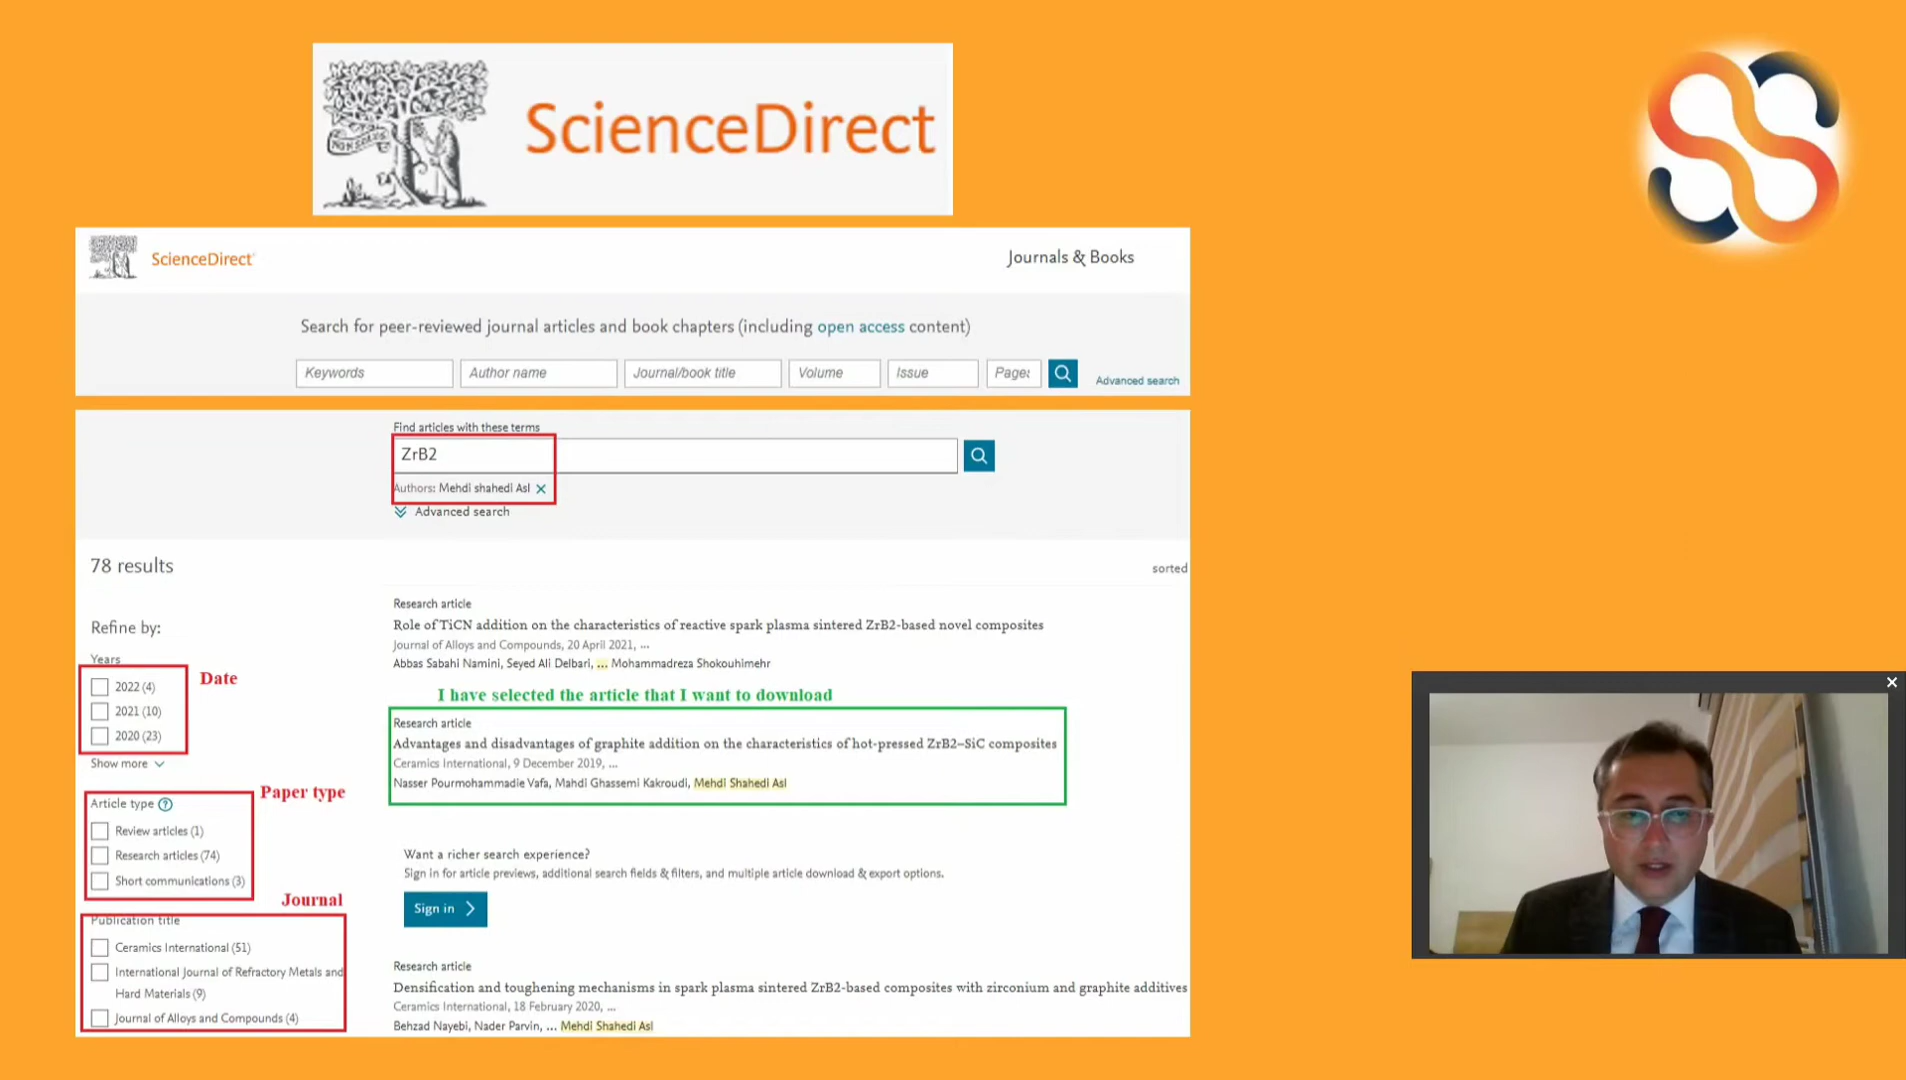 NON SOLUS
ScienceDirect
ScienceDirect
Journals & Books
Search for peer-reviewed journal articles and book chapters (including open access content)
Keywords
Author name
Journal/book title
Volume
Issue
Page:
Advanced search
Find articles with these terms
ZrB2
Authors: Mehdi shahedi Asl ×
Advanced search
78 results
sorted
Refine by:
Years
2022 (4)
2021 (10)
2020 (23)
Show more
Date
Article type ?
Review articles (1)
Research articles (74)
Short communications (3)
Paper type
Journal
Publication title
Ceramics International (51)
International Journal of Refractory Metals and
Hard Materials (9)
Journal of Alloys and Compounds (4)
Research article
Role of TiCN addition on the characteristics of reactive spark plasma sintered ZrB2-based novel composites
Journal of Alloys and Compounds, 20 April 2021, ...
Abbas Sabahi Namini, Seyed Ali Delbari, ... Mohammadreza Shokouhimehr
I have selected the article that I want to download
Research article
Advantages and disadvantages of graphite addition on the characteristics of hot-pressed ZrB2–SiC composites
Ceramics International, 9 December 2019, ...
Nasser Pourmohammadie Vafa, Mahdi Ghassemi Kakroudi, Mehdi Shahedi Asl
Want a richer search experience?
Sign in for article previews, additional search fields & filters, and multiple article download & export options.
Sign in >
Research article
Densification and toughening mechanisms in spark plasma sintered ZrB2-based composites with zirconium and graphite additives
Ceramics International, 18 February 2020, ...
Behzad Nayebi, Nader Parvin, ... Mehdi Shahedi Asl